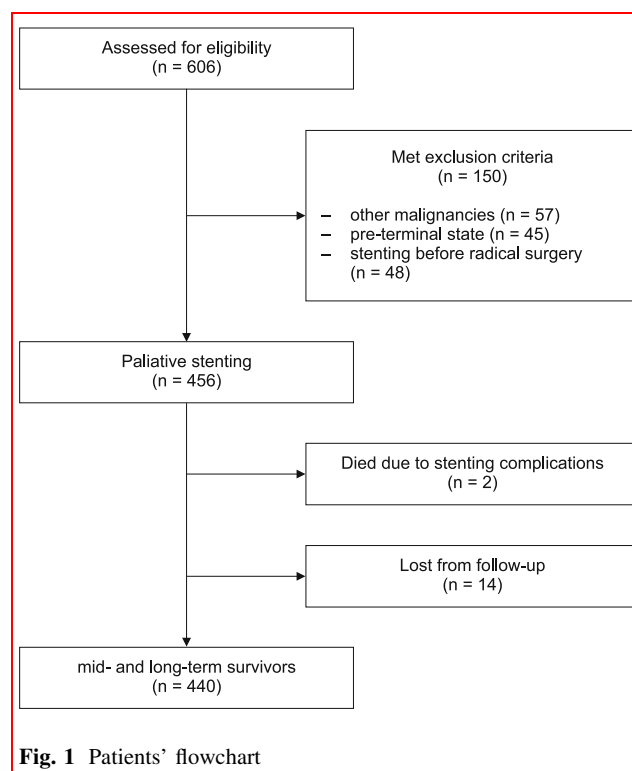 Assessed for eligibility
(n = 606)
Met exclusion criteria
(n = 150)
– other malignancies (n = 57)
– pre-terminal state (n = 45)
– stenting before radical surgery
(n = 48)
Paliative stenting
(n = 456)
Died due to stenting complications
(n = 2)
Lost from follow-up
(n = 14)
mid- and long-term survivors
(n = 440)
Fig. 1 Patients’ flowchart